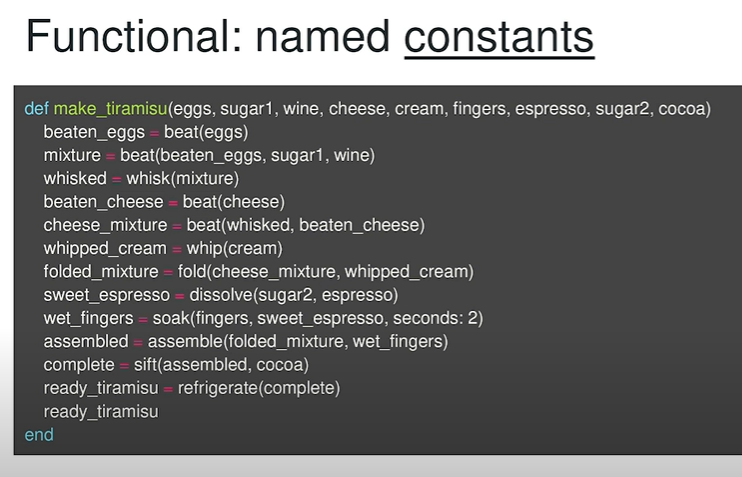 Functional: named constants
def make_tiramisu(eggs, sugar1, wine, cheese, cream, fingers, espresso, sugar2, cocoa)
beaten_eggs = beat(eggs)
mixture = beat(beaten_eggs, sugar1, wine)
whisked = whisk(mixture)
beaten_cheese = beat(cheese)
cheese_mixture = beat(whisked, beaten_cheese)
whipped_cream = whip(cream)
folded_mixture = fold(cheese_mixture, whipped_cream)
sweet_espresso = dissolve(sugar2, espresso)
wet_fingers = soak(fingers, sweet_espresso, seconds: 2)
assembled = assemble(folded_mixture, wet_fingers)
complete = sift(assembled, cocoa)
ready_tiramisu = refrigerate(complete)
ready_tiramisu
end